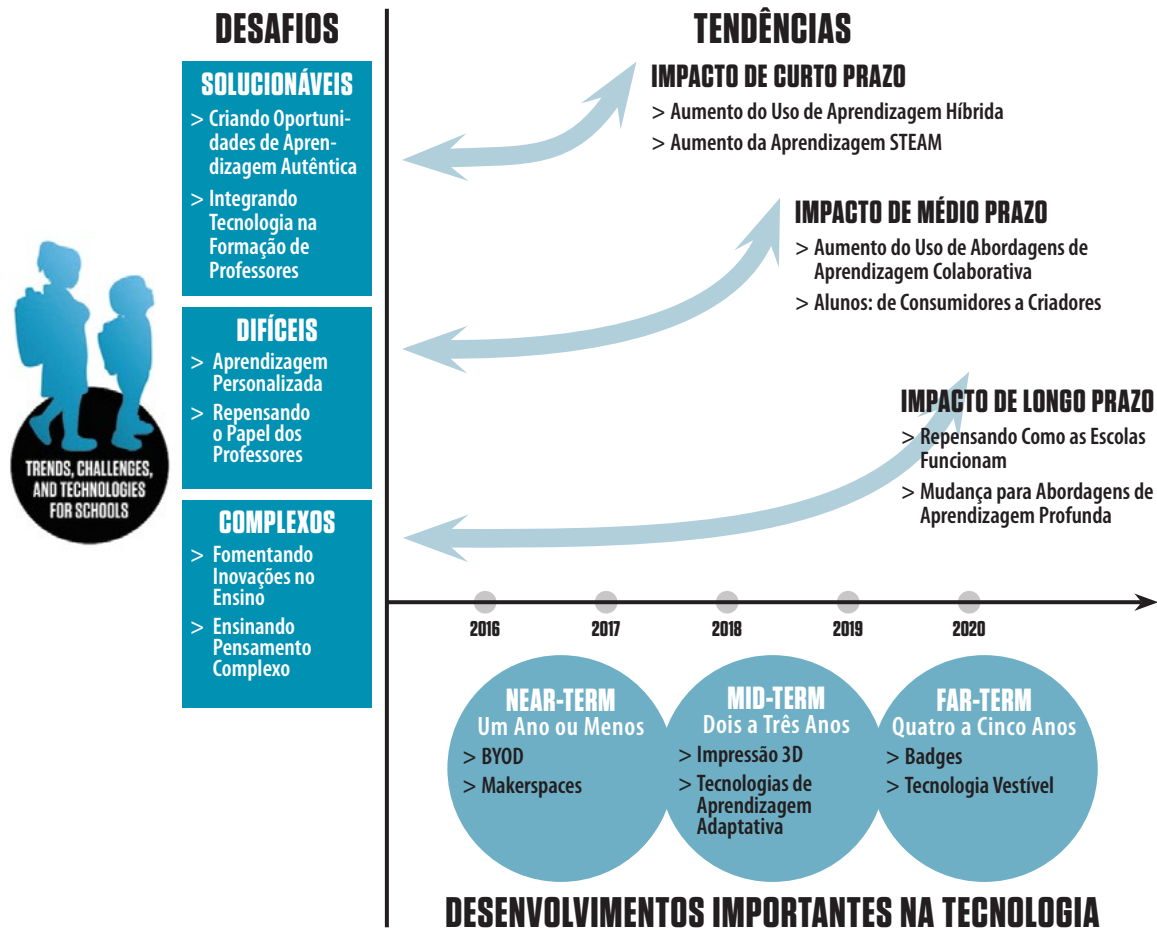 DESAFIOS
SOLUCIONÁVEIS
> Criando Oportuni-
dades de Apren-
dizagem Autêntica
> Integrando
Tecnologia na
Formação de
Professores
DIFÍCEIS
> Aprendizagem
Personalizada
> Repensando
o Papel dos
Professores
COMPLEXOS
> Fomentando
Inovações no
Ensino
> Ensinando
Pensamento
Complexo
TRENDS, CHALLENGES,
AND TECHNOLOGIES
FOR SCHOOLS
TENDÊNCIAS
IMPACTO DE CURTO PRAZO
> Aumento do Uso de Aprendizagem Híbrida
> Aumento da Aprendizagem STEAM
IMPACTO DE MÉDIO PRAZO
> Aumento do Uso de Abordagens de
Aprendizagem Colaborativa
> Alunos: de Consumidores a Criadores
IMPACTO DE LONGO PRAZO
> Repensando Como as Escolas
Funcionam
> Mudança para Abordagens de
Aprendizagem Profunda
2016 2017 2018 2019 2020
NEAR-TERM
Um Ano ou Menos
> BYOD
> Makerspaces
MID-TERM
Dois a Três Anos
> Impressão 3D
> Tecnologias de
Aprendizagem
Adaptativa
FAR-TERM
Quatro a Cinco Anos
> Badges
> Tecnologia Vestível
DESENVOLVIMENTOS IMPORTANTES NA TECNOLOGIA